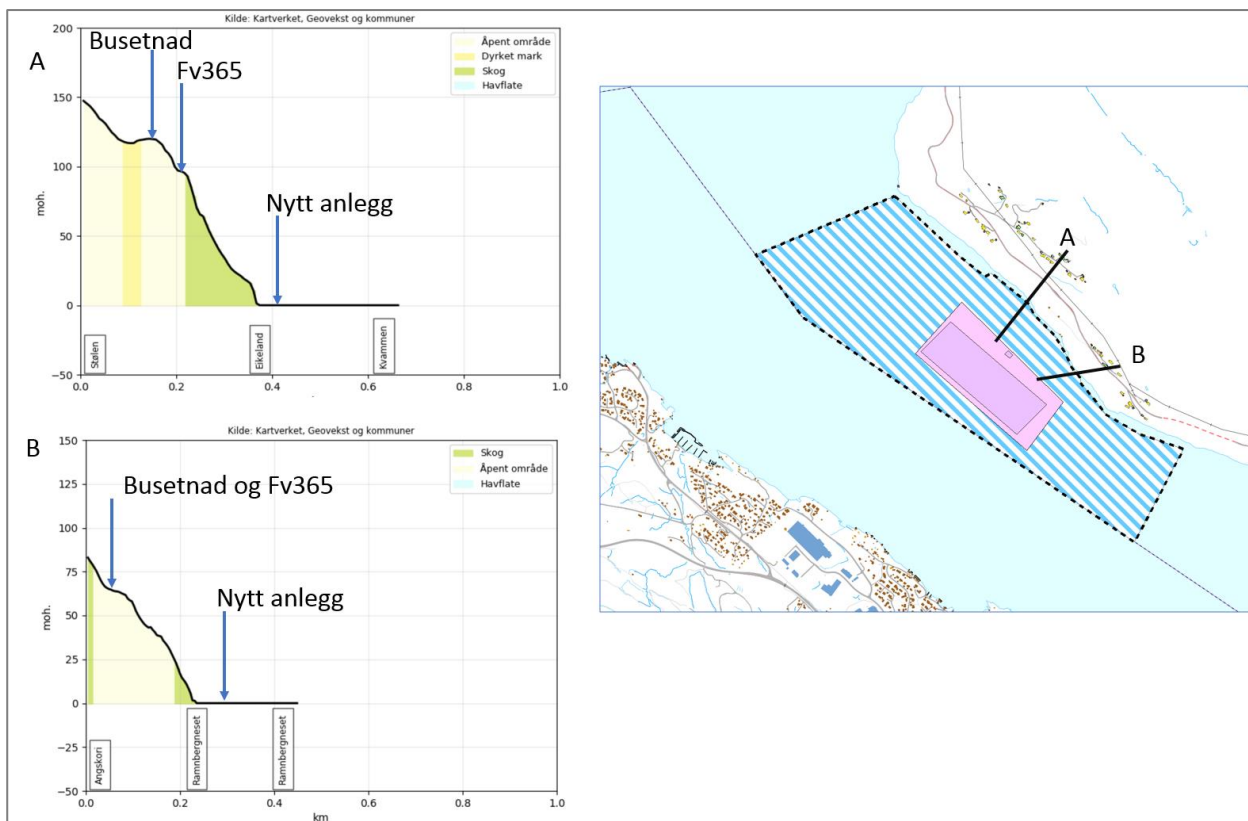 Kilde: Kartverket, Geovekst og kommuner
A
Busetnad
Fv365
Nytt anlegg
Åpent område
Dyrket mark
Skog
Havflate
moh.
200
150
100
50
0
−50
Stølen
Eikeland
Kvammen
0.0 0.2 0.4 0.6 0.8 1.0
Kilde: Kartverket, Geovekst og kommuner
B
Busetnad og Fv365
Nytt anlegg
Skog
Åpent område
Havflate
moh.
150
125
100
75
50
25
0
−25
−50
Angskori
Ramnbergneset
Ramnbergneset
0.0 0.2 0.4 0.6 0.8 1.0
km
A
B